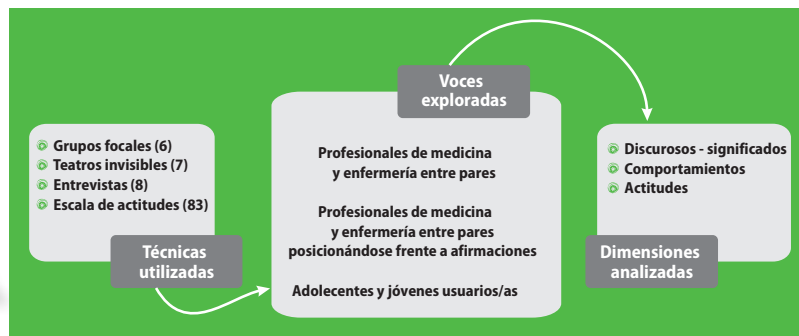 Grupos focales (6)
Teatros invisibles (7)
Entrevistas (8)
Escala de actitudes (83)
Técnicas
utilizadas
Voces
exploradas
Profesionales de medicina
y enfermería entre pares
Profesionales de medicina
y enfermería entre pares
posicionándose frente a afirmaciones
Adolecentes y jóvenes usuarios/as
Discurosos - significados
Comportamientos
Actitudes
Dimensiones
analizadas